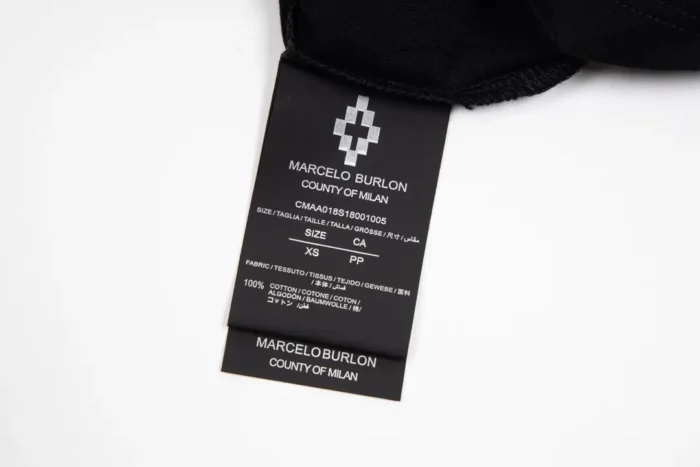 MARCELO BURLON
COUNTY OF MILAN
CMAA018S18001005
SIZE / TAGLIA / TAILLE / TALLA / GRÖSSE / 尺寸 / مقاس
SIZE CA
XS PP
FABRIC / TESSUTO / TISSUS / TEJIDO / GEWEBE / 面料
/ 本体 / قماش
100% COTTON / COTONE / COTON /
ALGODÓN / BAUMWOLLE / 棉 /
コットン / قطن
MARCELO BURLON
COUNTY OF MILAN